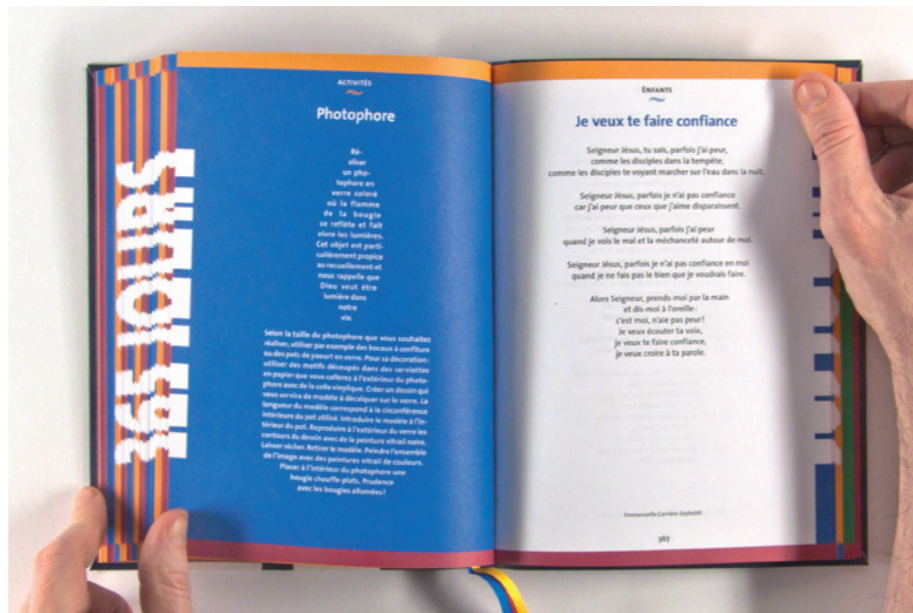 365 JOURS
ACTIVITÉS
Photophore
Ré-
aliser
un pho-
tophore en
verre coloré
où la flamme
de la bougie
se reflète et fait
vivre les lumières.
Cet objet est parti-
culièrement propice
au recueillement et
nous rappelle que
Dieu veut être
lumière dans
notre
vie.
Selon la taille du photophore que vous souhaitez
réaliser, utiliser par exemple des bocaux à confiture
ou des pots de yaourt en verre. Pour sa décoration:
utiliser des motifs découpés dans des serviettes
en papier que vous collerez à l'extérieur du photo-
phore avec de la colle vinylique. Créer un dessin qui
vous servira de modèle à décalquer sur le verre. La
longueur du modèle correspond à la circonférence
intérieure du pot utilisé. Introduire le modèle à l'in-
térieur du pot. Reproduire à l'extérieur du verre les
contours du dessin avec de la peinture vitrail noire.
Laisser sécher. Retirer le modèle. Peindre l'ensemble
de l'image avec des peintures vitrail de couleurs.
Placer à l'intérieur du photophore une
bougie chauffe-plats. Prudence
avec les bougies allumées!
ENFANTS
Je veux te faire confiance
Seigneur Jésus, tu sais, parfois j'ai peur,
comme les disciples dans la tempête,
comme les disciples te voyant marcher sur l'eau dans la nuit.
Seigneur Jésus, parfois je n'ai pas confiance
car j'ai peur que ceux que j'aime disparaissent.
Seigneur Jésus, parfois j'ai peur
quand je vois le mal et la méchanceté autour de moi.
Seigneur Jésus, parfois je n'ai pas confiance en moi
quand je ne fais pas le bien que je voudrais faire.
Alors Seigneur, prends-moi par la main
et dis-moi à l'oreille:
c'est moi, n'aie pas peur!
Je veux écouter ta voix,
je veux te faire confiance,
je veux croire à ta parole.
Emmanuelle Carrière Seyboldt
367